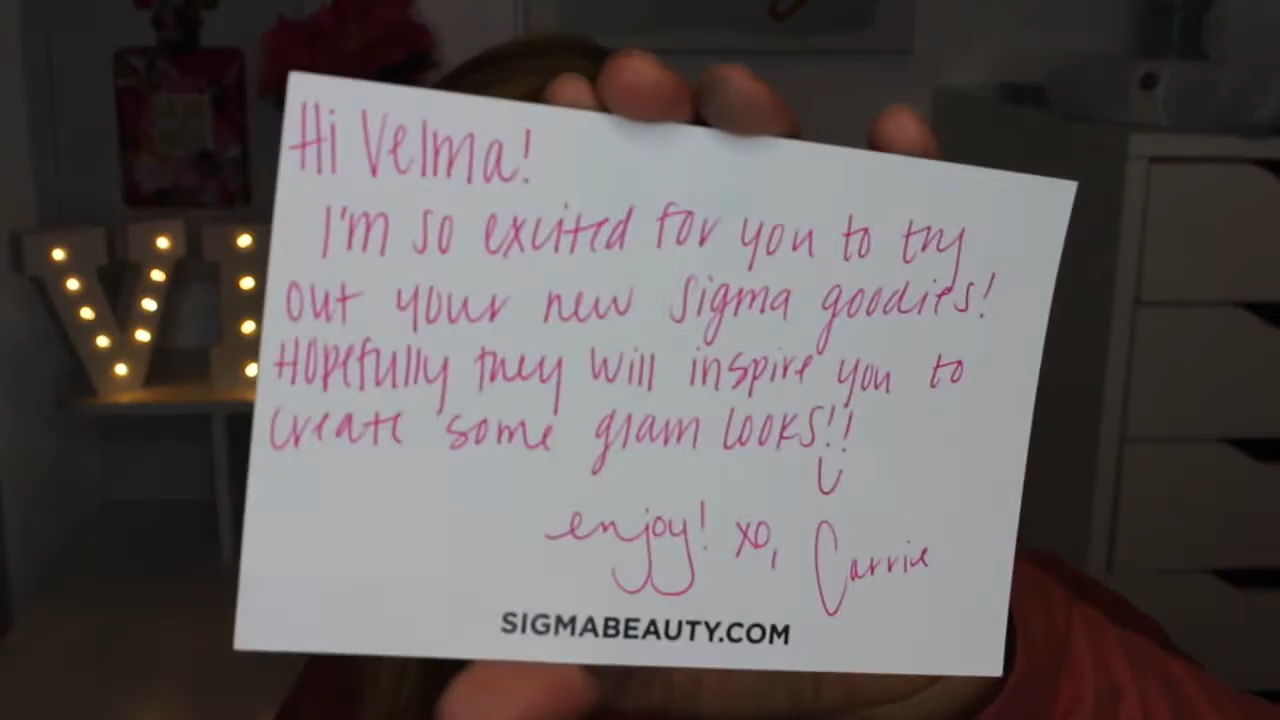 Hi Velma!
I'm so excited for you to try
out your new Sigma goodies!
Hopefully they will inspire you to
create some glam looks!!
enjoy! xo, Carrie
SIGMABEAUTY.COM